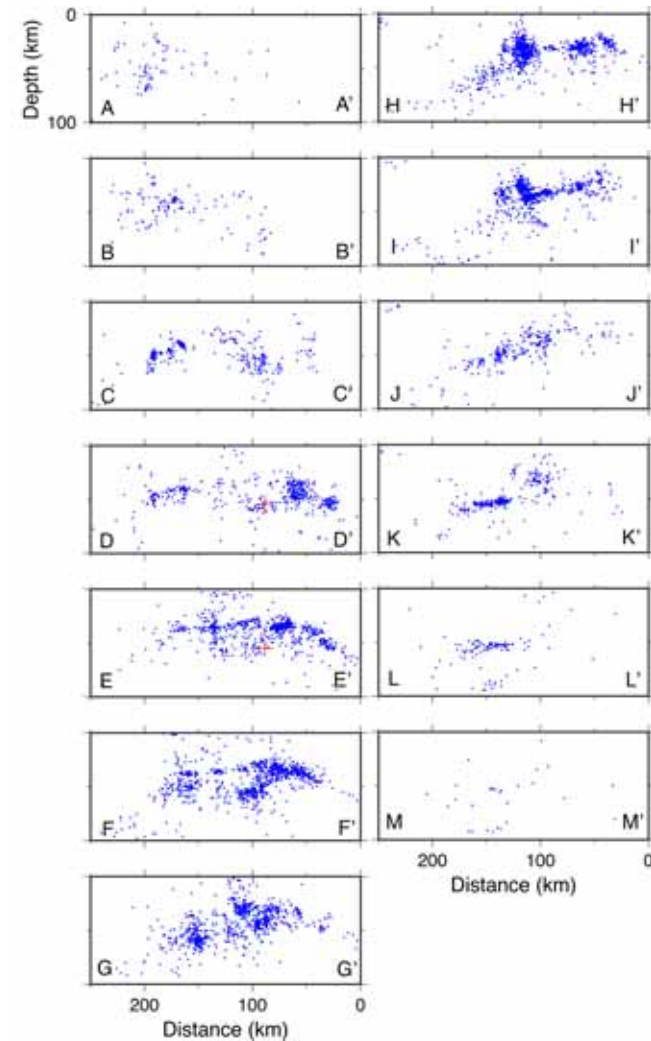 0
Depth (km)
100
A A'
B B'
C C'
D D'
E E'
F F'
G G'
200 100 0
Distance (km)
H H'
I I'
J J'
K K'
L L'
M M'
200 100 0
Distance (km)